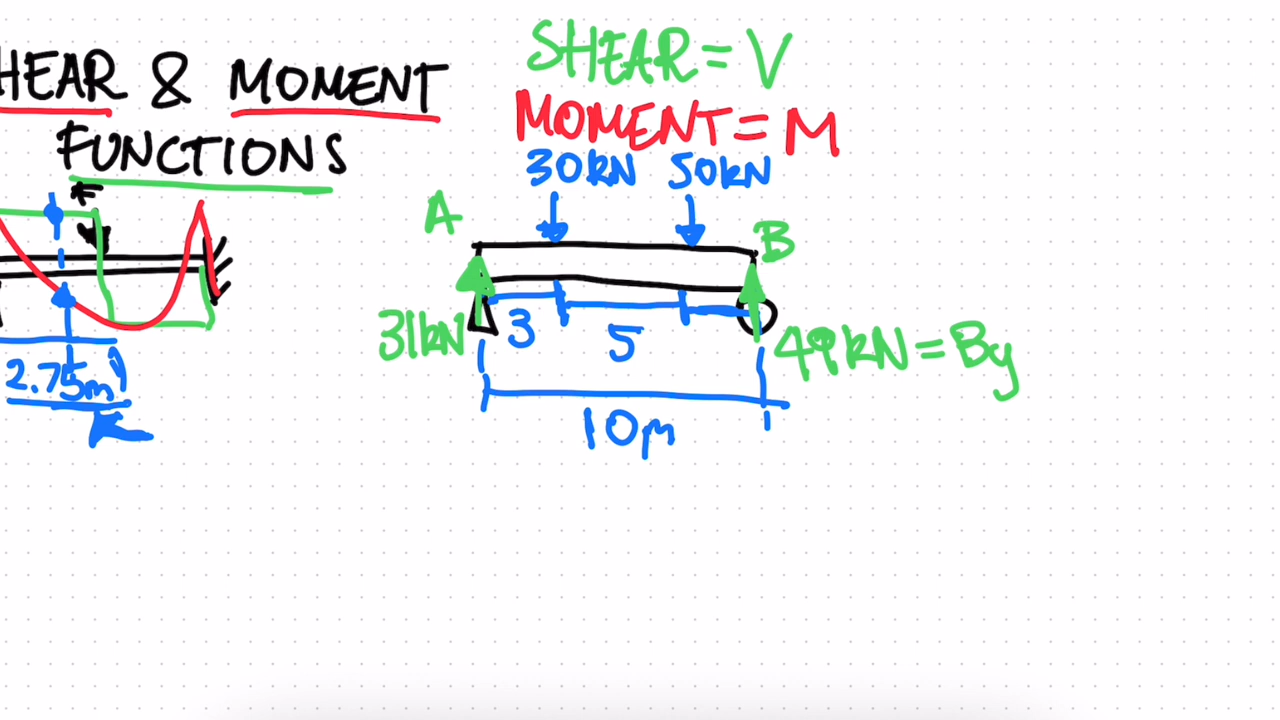 HEAR & MOMENT
FUNCTIONS
2.75m
SHEAR = V
MOMENT = M
30kN 50kN
A
B
31kN
3
5
49kN = By
10m